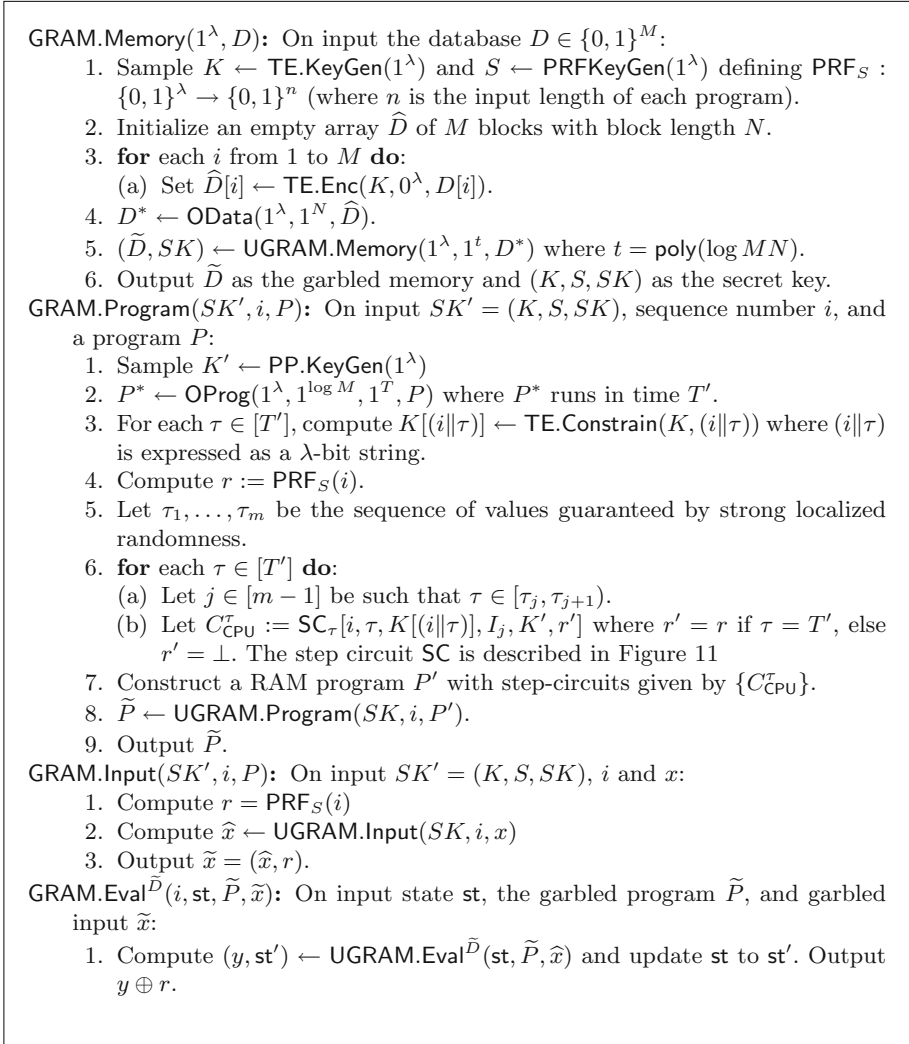 GRAM.Memory(1^λ, D): On input the database D ∈ {0, 1}^M:
1. Sample K ← TE.KeyGen(1^λ) and S ← PRFKeyGen(1^λ) defining PRF_S :
{0, 1}^λ → {0, 1}^n (where n is the input length of each program).
2. Initialize an empty array D̂ of M blocks with block length N.
3. for each i from 1 to M do:
(a) Set D̂[i] ← TE.Enc(K, 0^λ, D[i]).
4. D* ← OData(1^λ, 1^N, D̂).
5. (D̃, SK) ← UGRAM.Memory(1^λ, 1^t, D*) where t = poly(log MN).
6. Output D̃ as the garbled memory and (K, S, SK) as the secret key.
GRAM.Program(SK′, i, P): On input SK′ = (K, S, SK), sequence number i, and
a program P:
1. Sample K′ ← PP.KeyGen(1^λ)
2. P* ← OProg(1^λ, 1^{log M}, 1^T, P) where P* runs in time T′.
3. For each τ ∈ [T′], compute K[(i∥τ)] ← TE.Constrain(K, (i∥τ)) where (i∥τ)
is expressed as a λ-bit string.
4. Compute r := PRF_S(i).
5. Let τ_1, . . . , τ_m be the sequence of values guaranteed by strong localized
randomness.
6. for each τ ∈ [T′] do:
(a) Let j ∈ [m − 1] be such that τ ∈ [τ_j, τ_{j+1}).
(b) Let C^τ_CPU := SC_τ[i, τ, K[(i∥τ)], I_j, K′, r′] where r′ = r if τ = T′, else
r′ = ⊥. The step circuit SC is described in Figure 11
7. Construct a RAM program P′ with step-circuits given by {C^τ_CPU}.
8. P̃ ← UGRAM.Program(SK, i, P′).
9. Output P̃.
GRAM.Input(SK′, i, P): On input SK′ = (K, S, SK), i and x:
1. Compute r = PRF_S(i)
2. Compute x̂ ← UGRAM.Input(SK, i, x)
3. Output x̃ = (x̂, r).
GRAM.Eval^D̃(i, st, P̃, x̃): On input state st, the garbled program P̃, and garbled
input x̃:
1. Compute (y, st′) ← UGRAM.Eval^D̃(st, P̃, x̂) and update st to st′. Output
y ⊕ r.